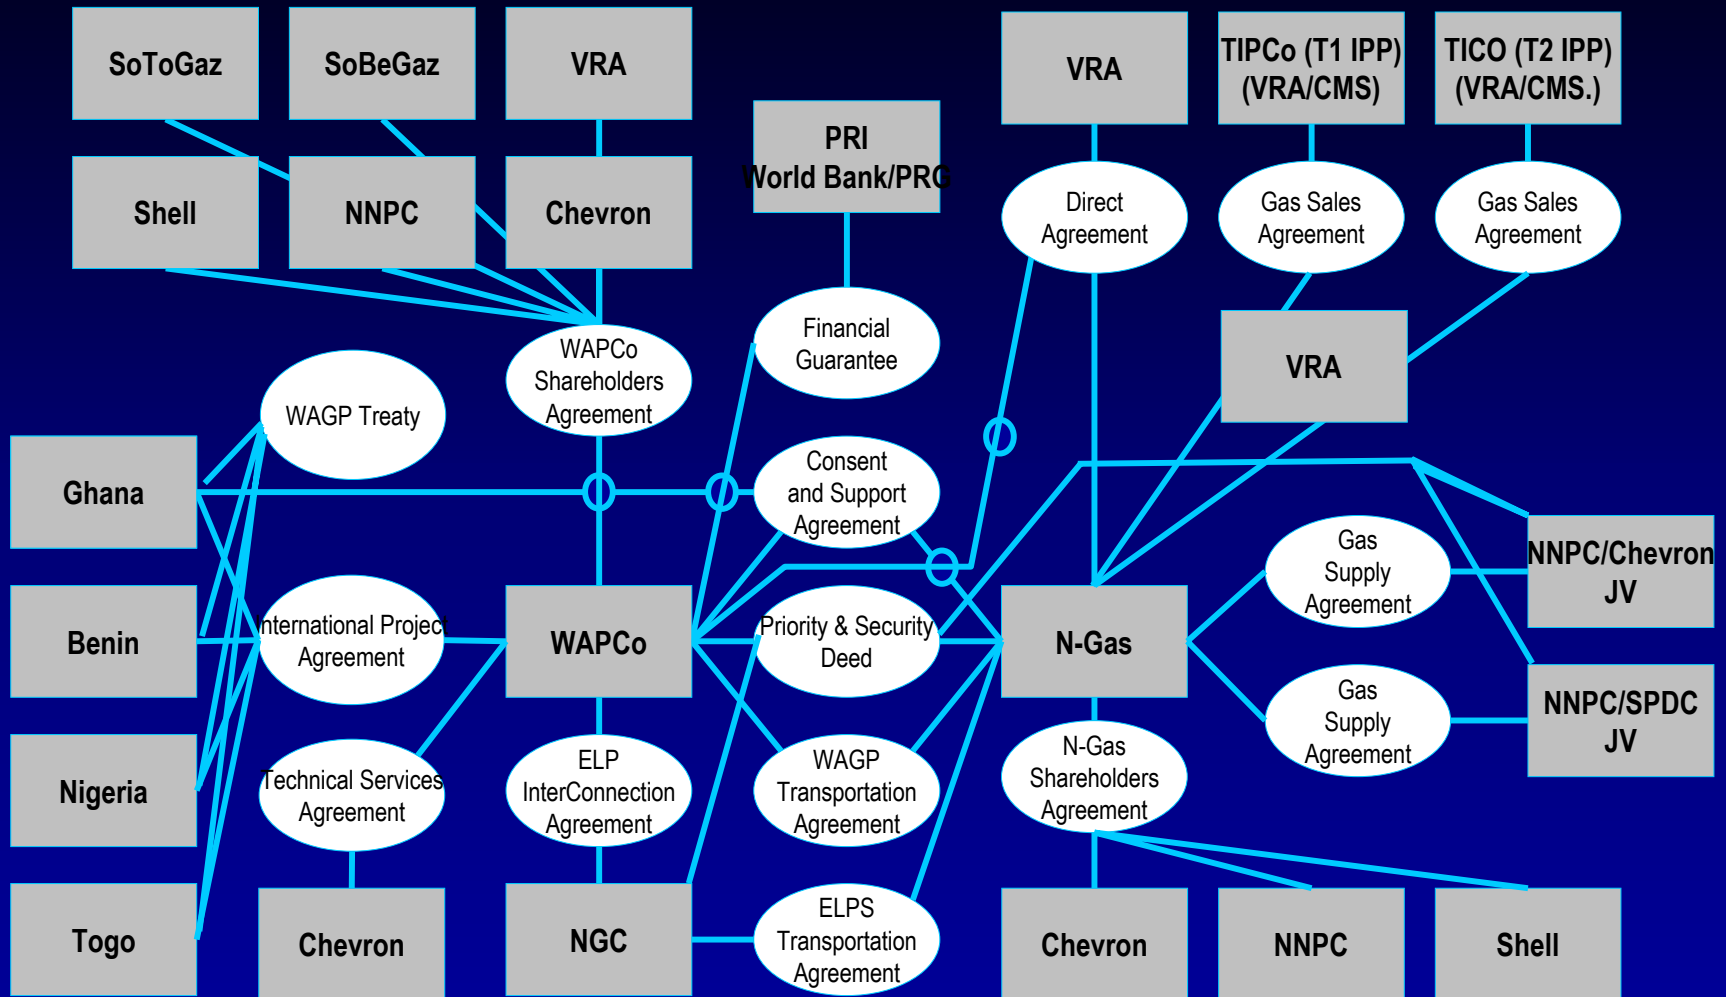 SoToGaz
SoBeGaz
VRA
VRA
TIPCo (T1 IPP)
(VRA/CMS)
TICO (T2 IPP)
(VRA/CMS.)
PRI
World Bank/PRG
Shell
NNPC
Chevron
Direct
Agreement
Gas Sales
Agreement
Gas Sales
Agreement
Financial
Guarantee
WAPCo
Shareholders
Agreement
VRA
WAGP Treaty
Ghana
Consent
and Support
Agreement
Gas
Supply
Agreement
NNPC/Chevron
JV
Benin
International Project
Agreement
WAPCo
Priority & Security
Deed
N-Gas
Gas
Supply
Agreement
NNPC/SPDC
JV
Nigeria
Technical Services
Agreement
ELP
InterConnection
Agreement
WAGP
Transportation
Agreement
N-Gas
Shareholders
Agreement
Togo
Chevron
NGC
ELPS
Transportation
Agreement
Chevron
NNPC
Shell